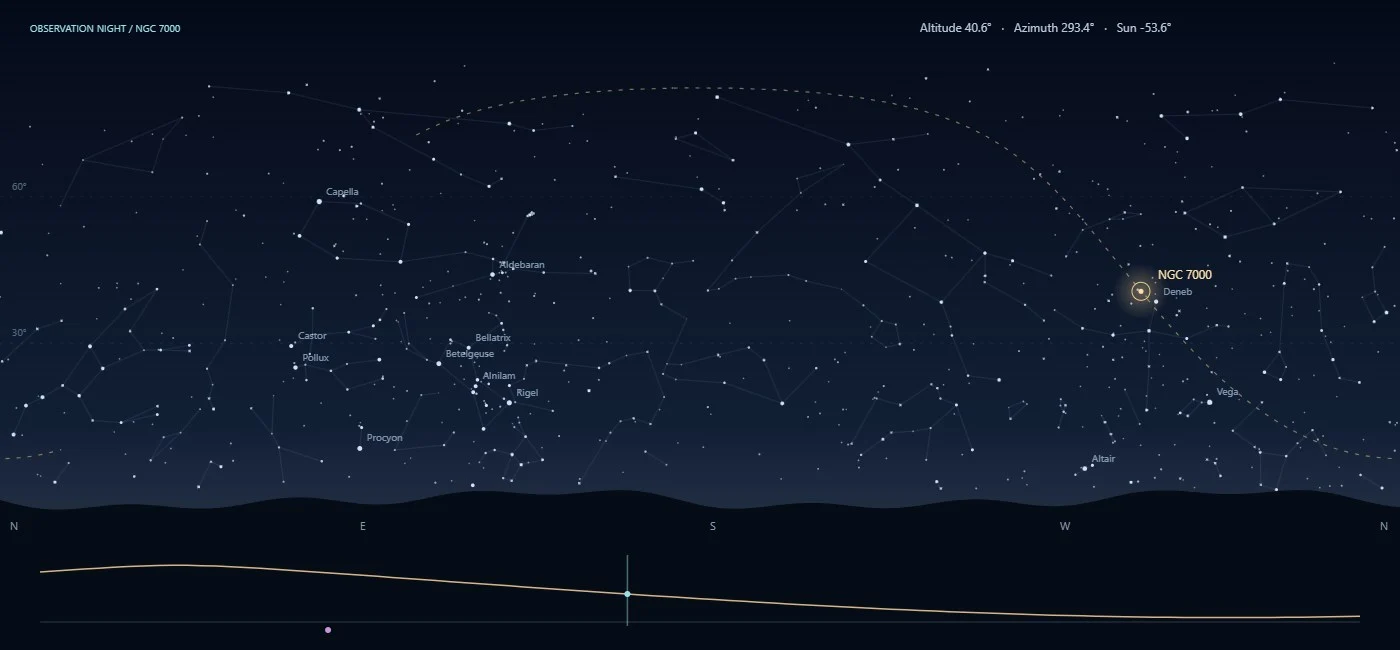 OBSERVATION NIGHT / NGC 7000
Altitude 40.6° · Azimuth 293.4° · Sun -53.6°
60°
Capella
Aldebaran
NGC 7000
Deneb
30°
Castor
Bellatrix
Pollux
Betelgeuse
Alnilam
Rigel
Vega
Procyon
Altair
N E S W N